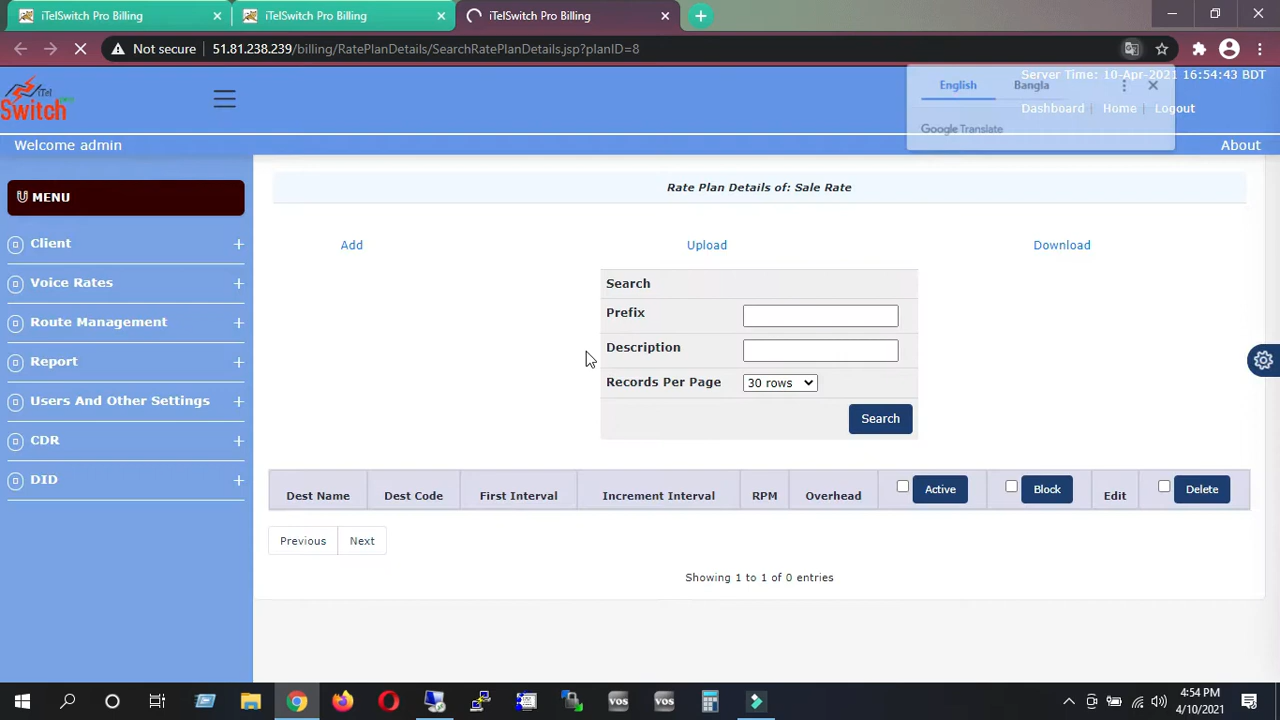 iTelSwitch Pro Billing
iTelSwitch Pro Billing
iTelSwitch Pro Billing
Not secure
51.81.238.239/billing/RatePlanDetails/SearchRatePlanDetails.jsp?planID=8
iTel
Switch
Server Time: 10-Apr-2021 16:54:43 BDT
English Bangla
Dashboard Home Logout
Google Translate
Welcome admin
About
MENU
Client +
Voice Rates +
Route Management +
Report +
Users And Other Settings +
CDR +
DID +
Rate Plan Details of: Sale Rate
Add Upload Download
Search
Prefix
Description
Records Per Page 30 rows
Search
Dest Name Dest Code First Interval Increment Interval RPM Overhead Active Block Edit Delete
Previous Next
Showing 1 to 1 of 0 entries
VOS VOS
4:54 PM
4/10/2021